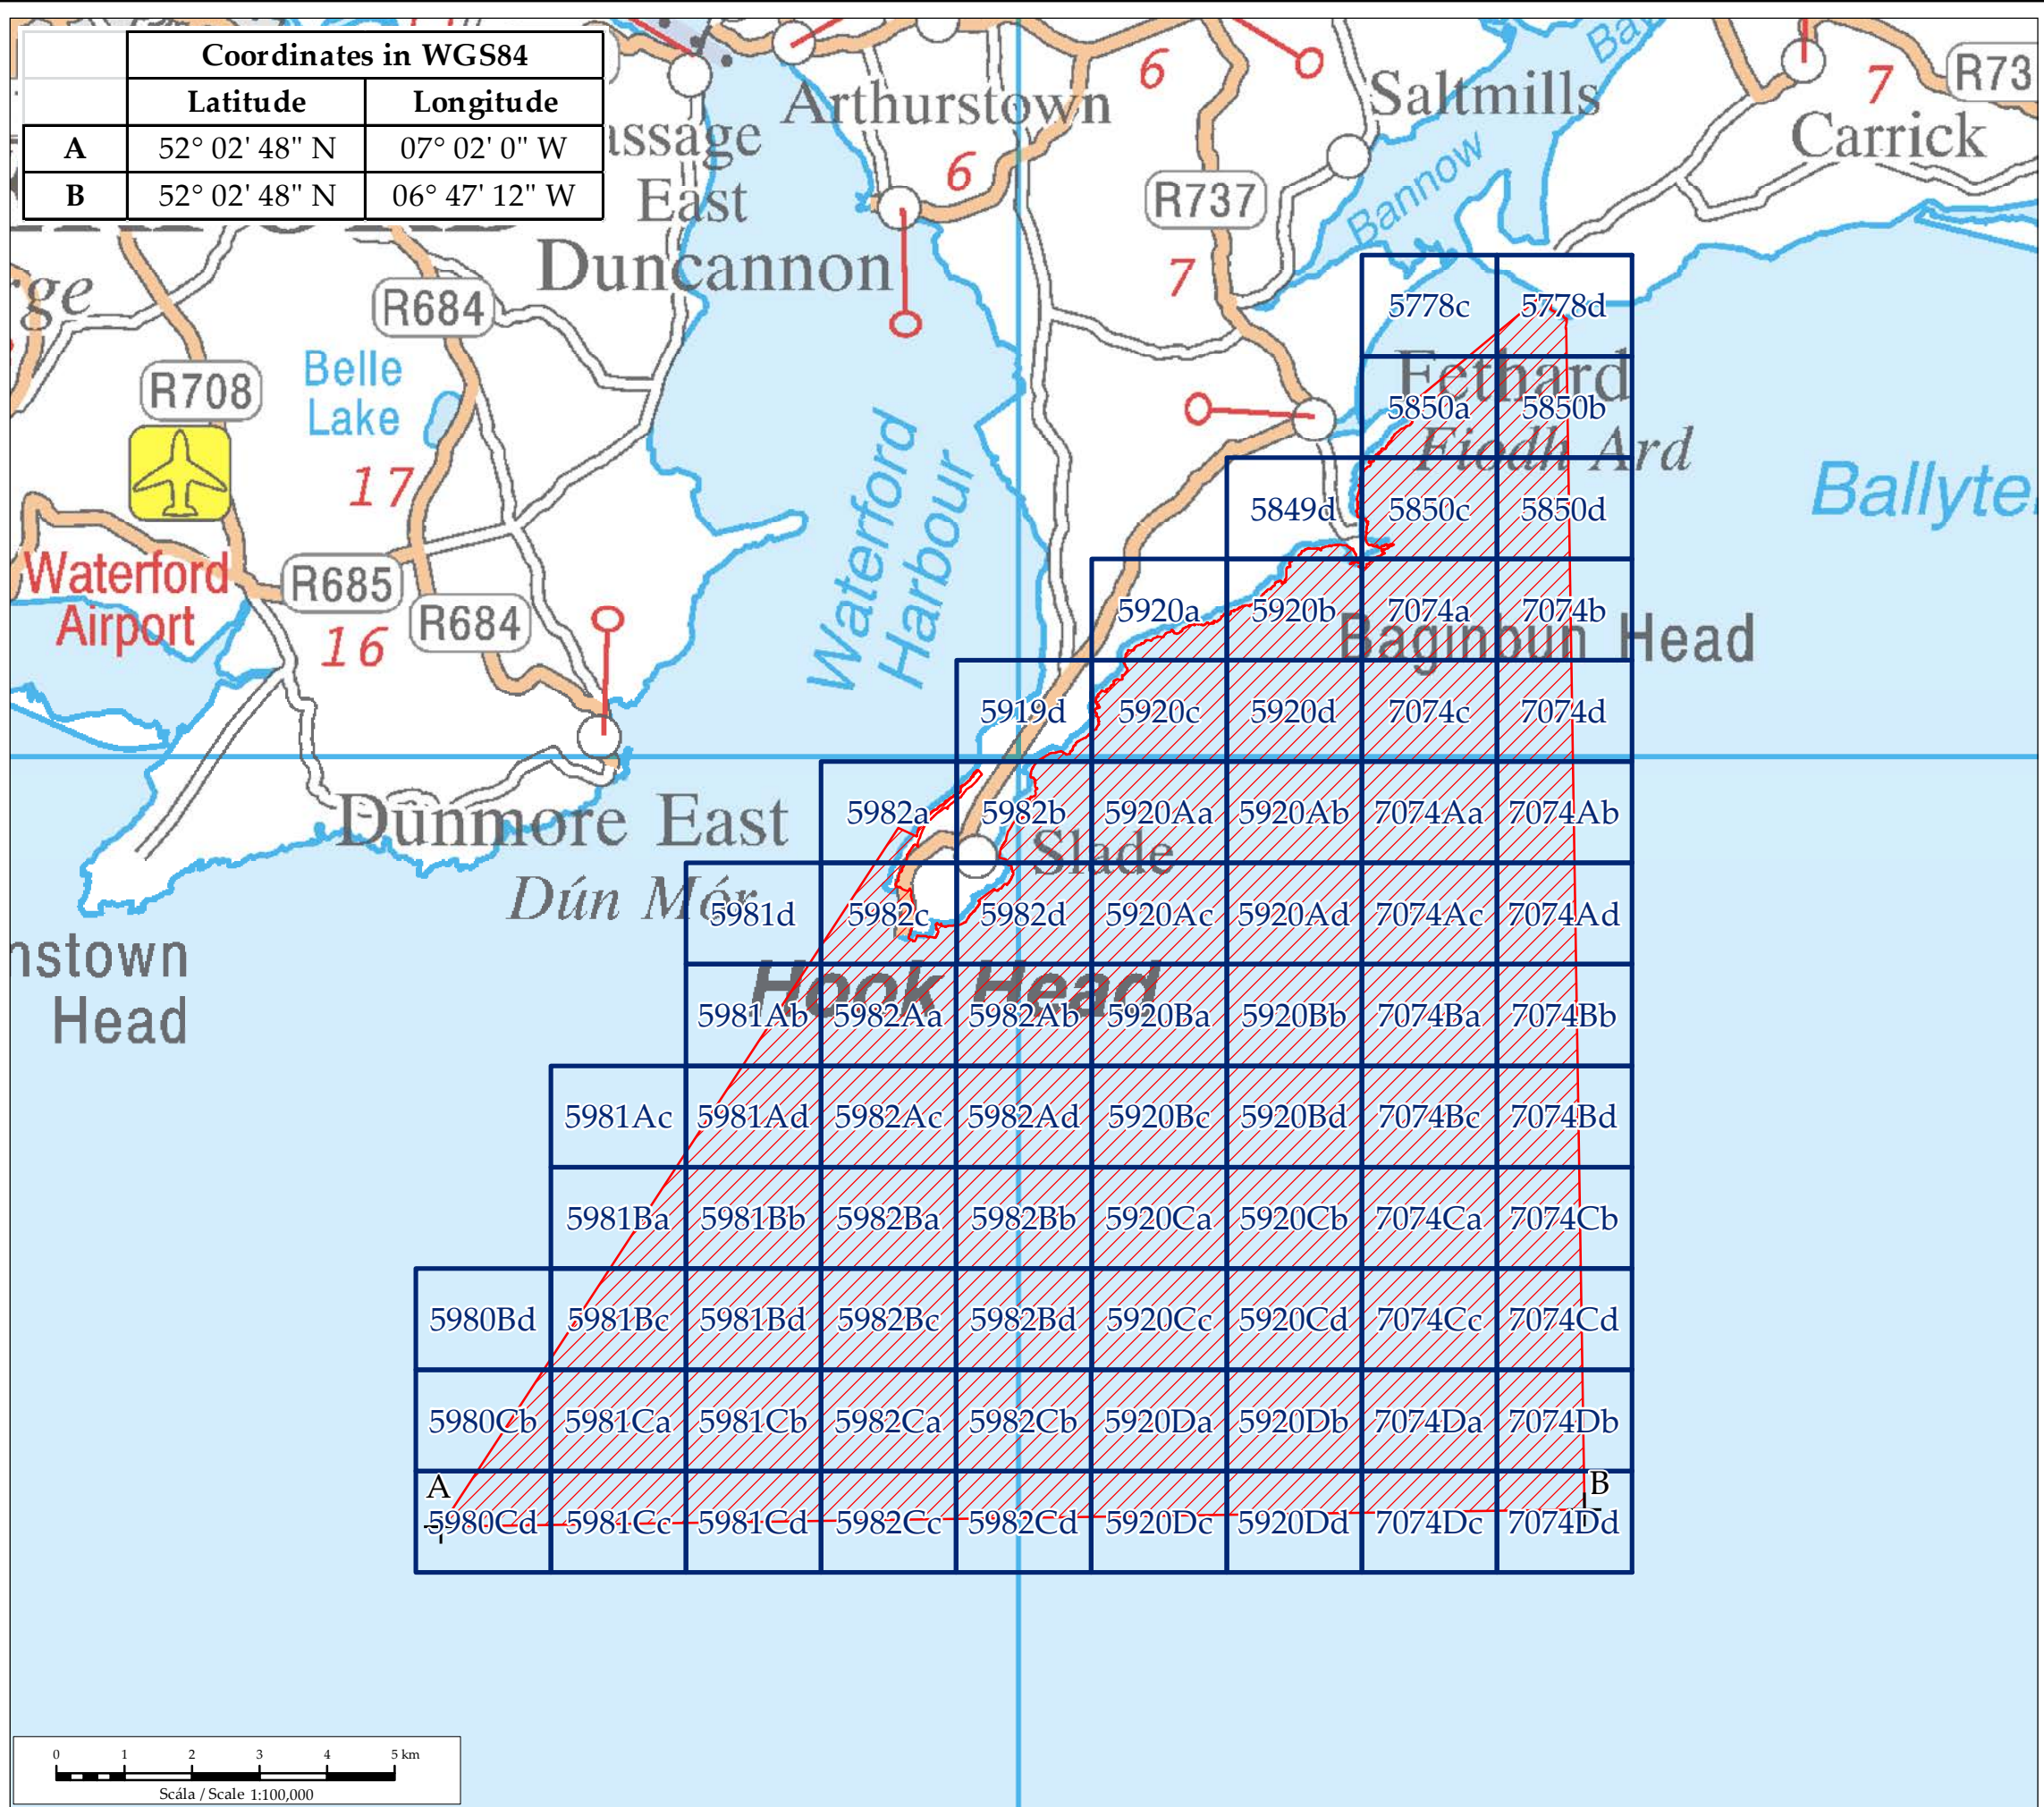 Coordinates in WGS84
Latitude Longitude
A 52° 02' 48" N 07° 02' 0" W
B 52° 02' 48" N 06° 47' 12" W
Arthurstown
6
Saltmills
7
R73
Carrick
assage
East
6
R737
Bannow
Duncannon
7
rge
R684
R708
Belle
Lake
17
Waterford
Harbour
Fethard
Fiodh Ard
Ballyte
Waterford
Airport
R685
16
R684
Baginbun Head
Dunmore East
Dún Mór
Slade
Hook Head
nstown
Head
5778c 5778d
5850a 5850b
5849d 5850c 5850d
5920a 5920b 7074a 7074b
5919d 5920c 5920d 7074c 7074d
5982a 5982b 5920Aa 5920Ab 7074Aa 7074Ab
5981d 5982c 5982d 5920Ac 5920Ad 7074Ac 7074Ad
5981Ab 5982Aa 5982Ab 5920Ba 5920Bb 7074Ba 7074Bb
5981Ac 5981Ad 5982Ac 5982Ad 5920Bc 5920Bd 7074Bc 7074Bd
5981Ba 5981Bb 5982Ba 5982Bb 5920Ca 5920Cb 7074Ca 7074Cb
5980Bd 5981Bc 5981Bd 5982Bc 5982Bd 5920Cc 5920Cd 7074Cc 7074Cd
5980Cb 5981Ca 5981Cb 5982Ca 5982Cb 5920Da 5920Db 7074Da 7074Db
A B
5980Cd 5981Cc 5981Cd 5982Cc 5982Cd 5920Dc 5920Dd 7074Dc 7074Dd
0 1 2 3 4 5 km
Scála / Scale 1:100,000